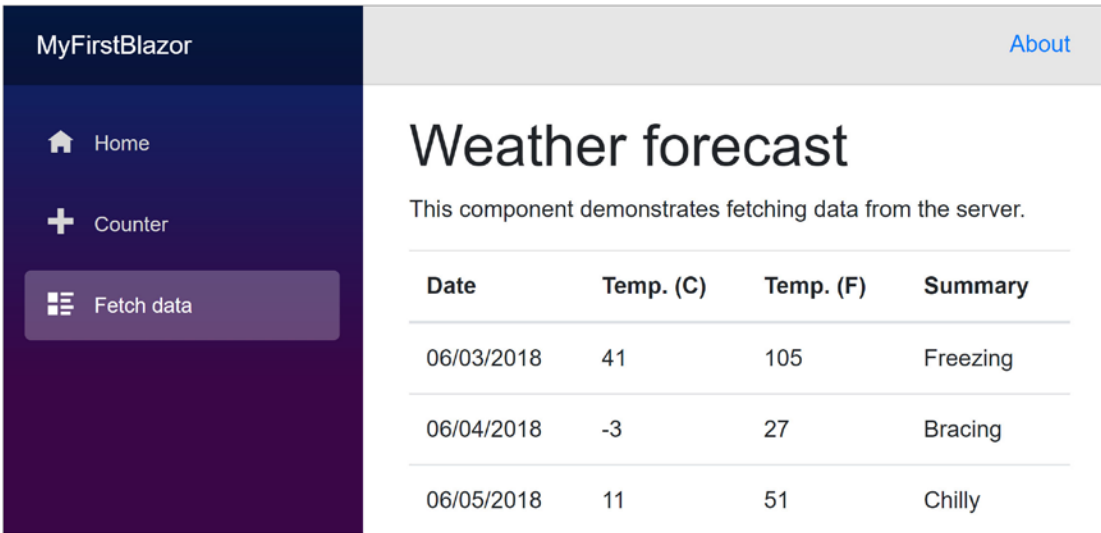 MyFirstBlazor
About
Home
Counter
Fetch data
Weather forecast
This component demonstrates fetching data from the server.
Date Temp. (C) Temp. (F) Summary
06/03/2018 41 105 Freezing
06/04/2018 -3 27 Bracing
06/05/2018 11 51 Chilly